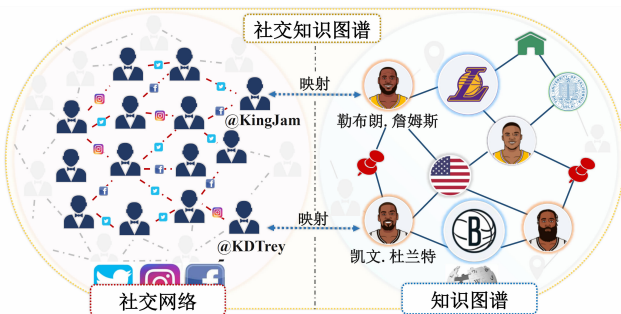 社交知识图谱
映射
@KingJam
勒布朗.詹姆斯
映射
@KDTrey
凯文.杜兰特
B
社交网络
知识图谱